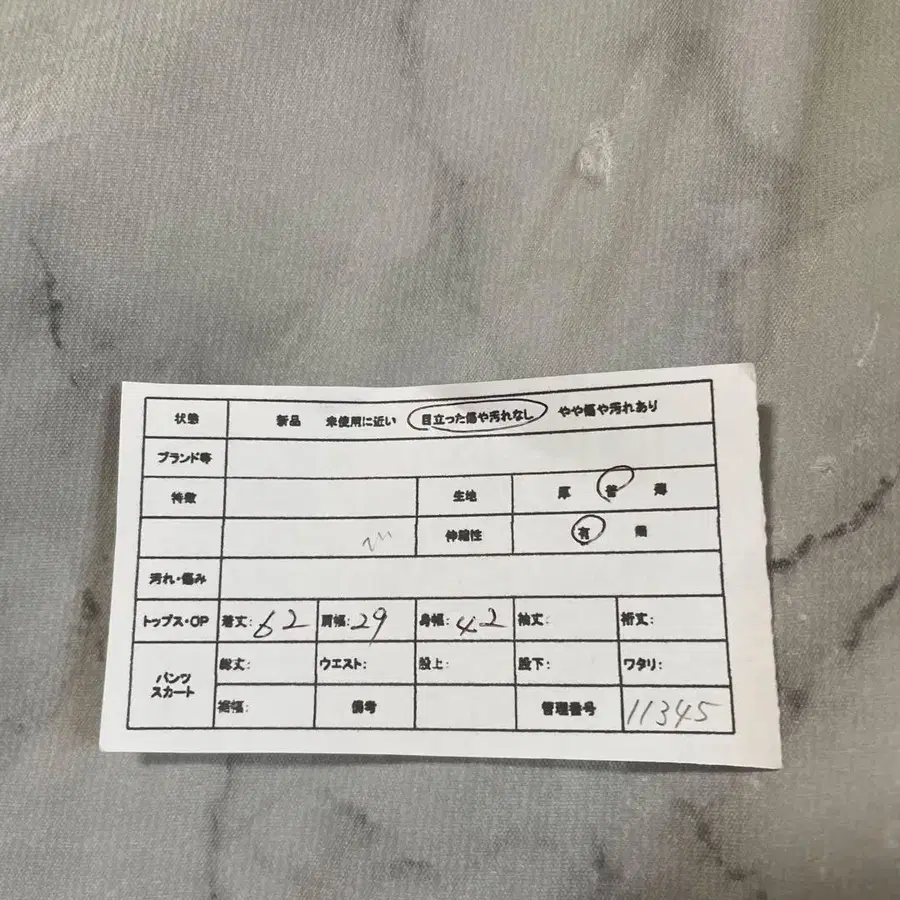 状態 新品 未使用に近い 目立った傷や汚れなし やや傷や汚れあり
ブランド等
特徴 生地 厚 普 薄
伸縮性 有 無
汚れ・傷み
トップス・OP 着丈:62 肩幅:29 身幅:42 袖丈: 裄丈:
パンツ スカート 総丈: ウエスト: 股上: 股下: ワタリ:
裾幅: 備考 管理番号 11345